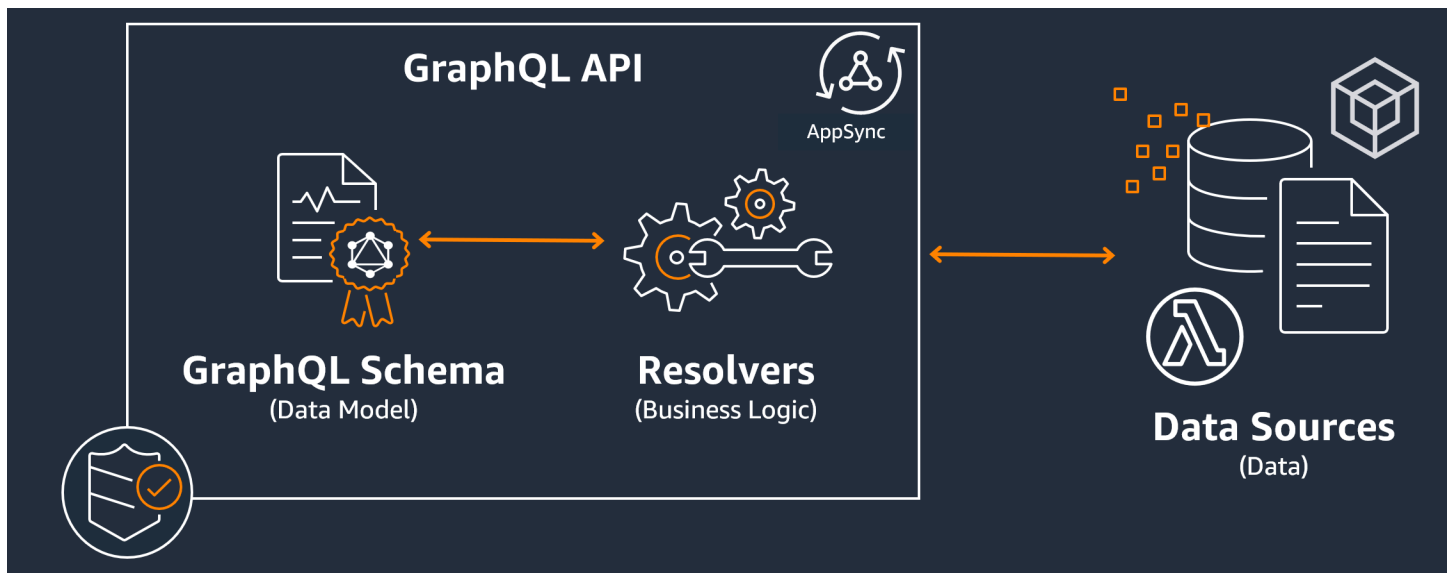 GraphQL API
AppSync
GraphQL Schema
(Data Model)
Resolvers
(Business Logic)
Data Sources
(Data)